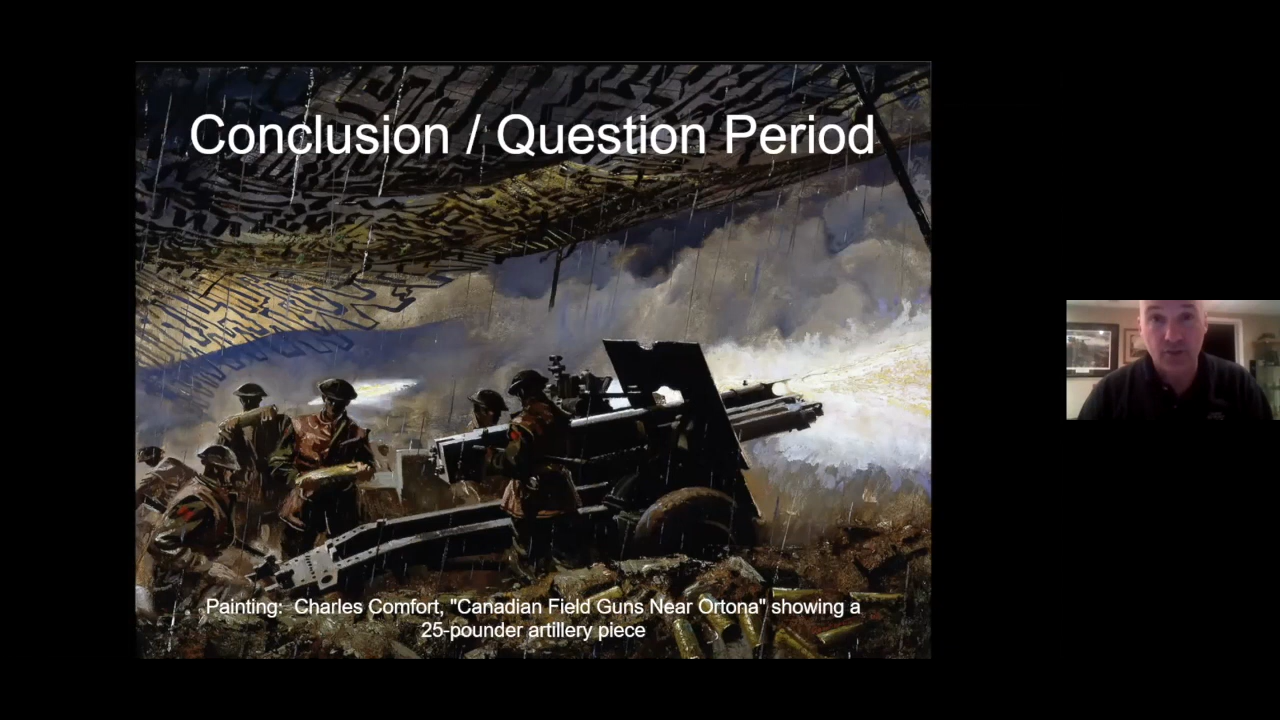 Conclusion / Question Period
Painting:  Charles Comfort, "Canadian Field Guns Near Ortona" showing a
25-pounder artillery piece